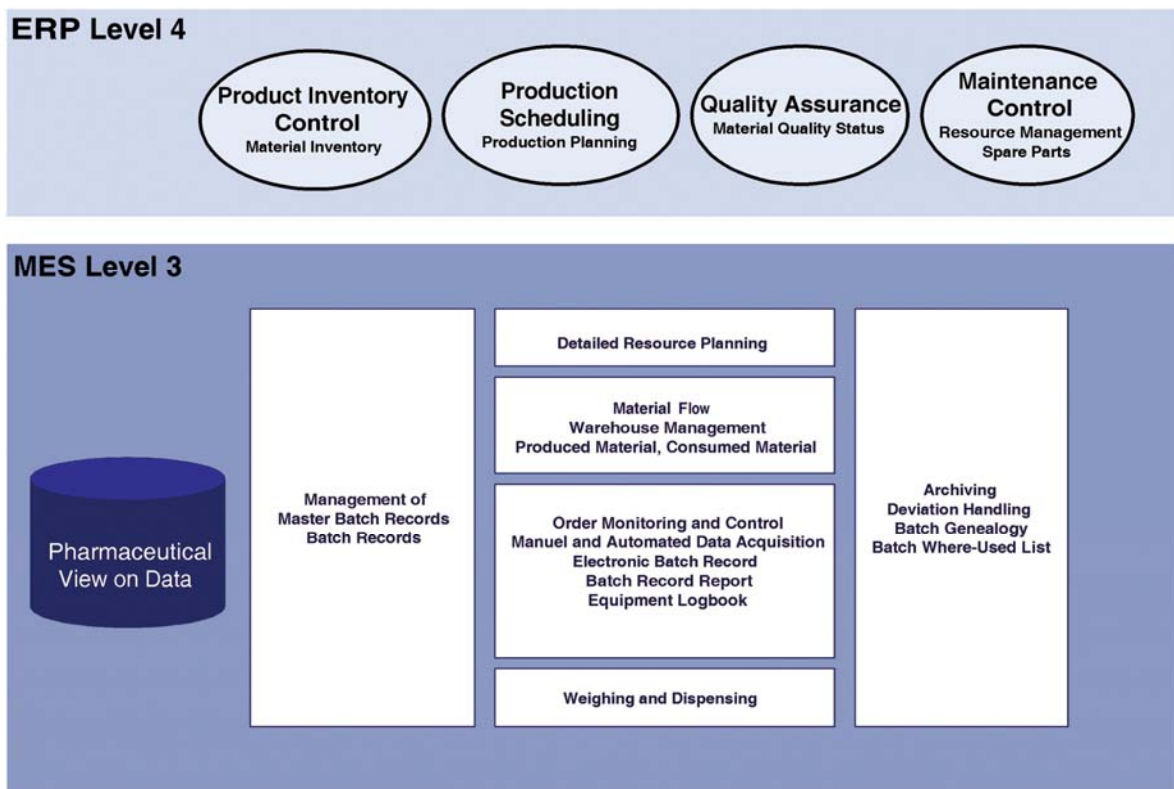 ERP Level 4
Product Inventory
Control
Material Inventory
Production
Scheduling
Production Planning
Quality Assurance
Material Quality Status
Maintenance
Control
Resource Management
Spare Parts
MES Level 3
Pharmaceutical
View on Data
Management of
Master Batch Records
Batch Records
Detailed Resource Planning
Material Flow
Warehouse Management
Produced Material, Consumed Material
Order Monitoring and Control
Manuel and Automated Data Acquisition
Electronic Batch Record
Batch Record Report
Equipment Logbook
Weighing and Dispensing
Archiving
Deviation Handling
Batch Genealogy
Batch Where-Used List